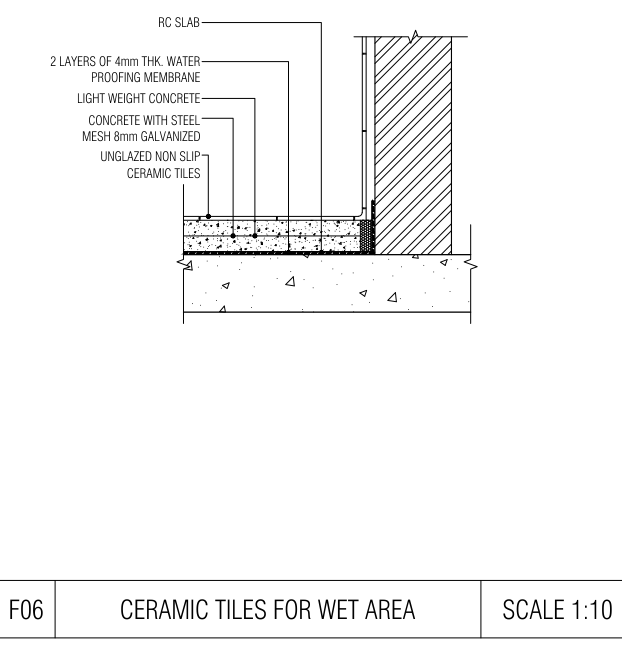 RC SLAB
2 LAYERS OF 4mm THK. WATER
PROOFING MEMBRANE
LIGHT WEIGHT CONCRETE
CONCRETE WITH STEEL
MESH 8mm GALVANIZED
UNGLAZED NON SLIP
CERAMIC TILES
F06
CERAMIC TILES FOR WET AREA
SCALE 1:10